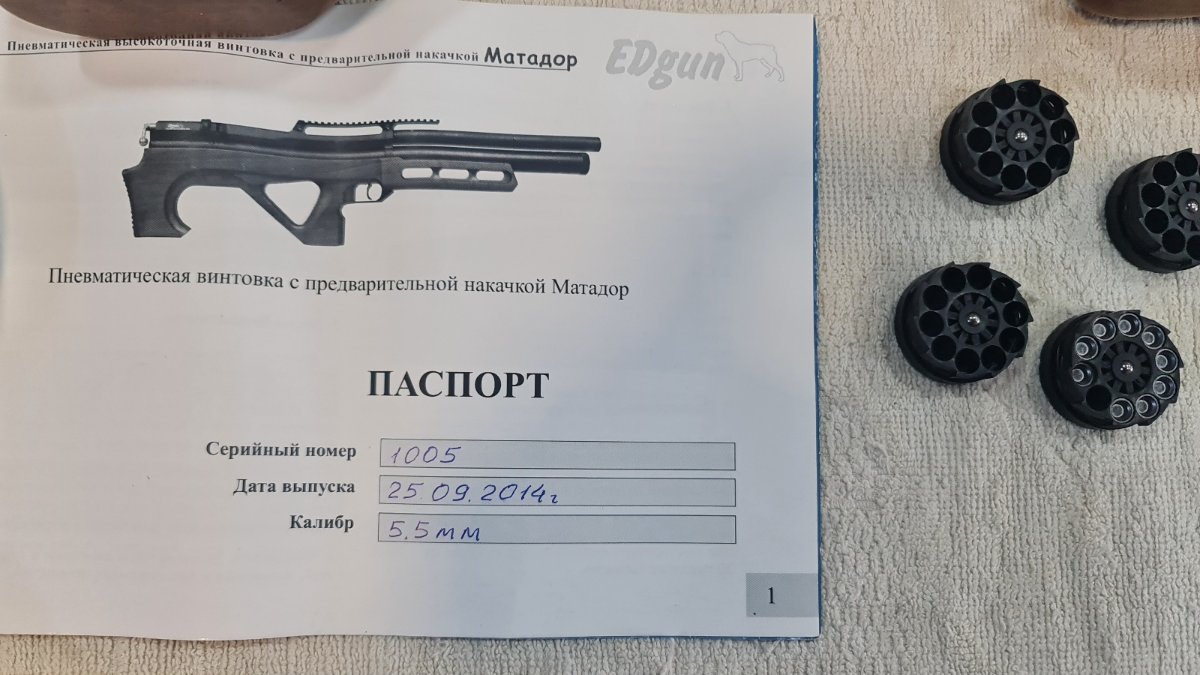 Пневматическая высокоточная винтовка с предварительной накачкой Матадор
EDgun
Пневматическая винтовка с предварительной накачкой Матадор
ПАСПОРТ
Серийный номер 1005
Дата выпуска 25.09.2014г
Калибр 5.5мм
1